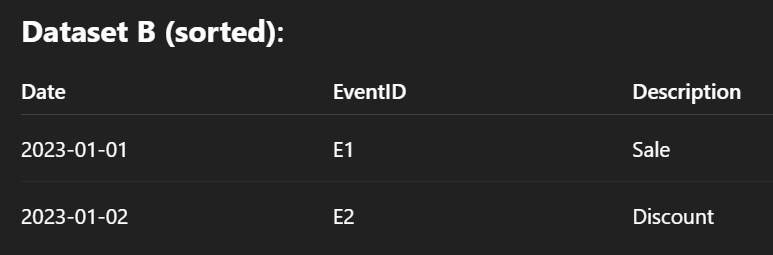 Dataset B (sorted):
Date EventID Description
2023-01-01 E1 Sale
2023-01-02 E2 Discount